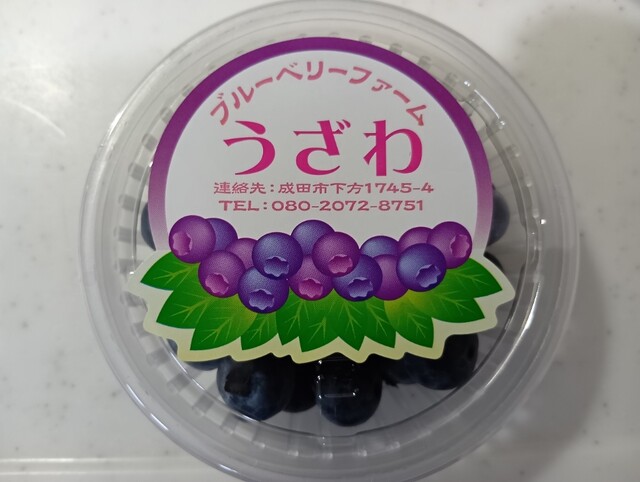 ブルーベリーファーム
うざわ
連絡先：成田市下方1745-4
TEL：080-2072-8751